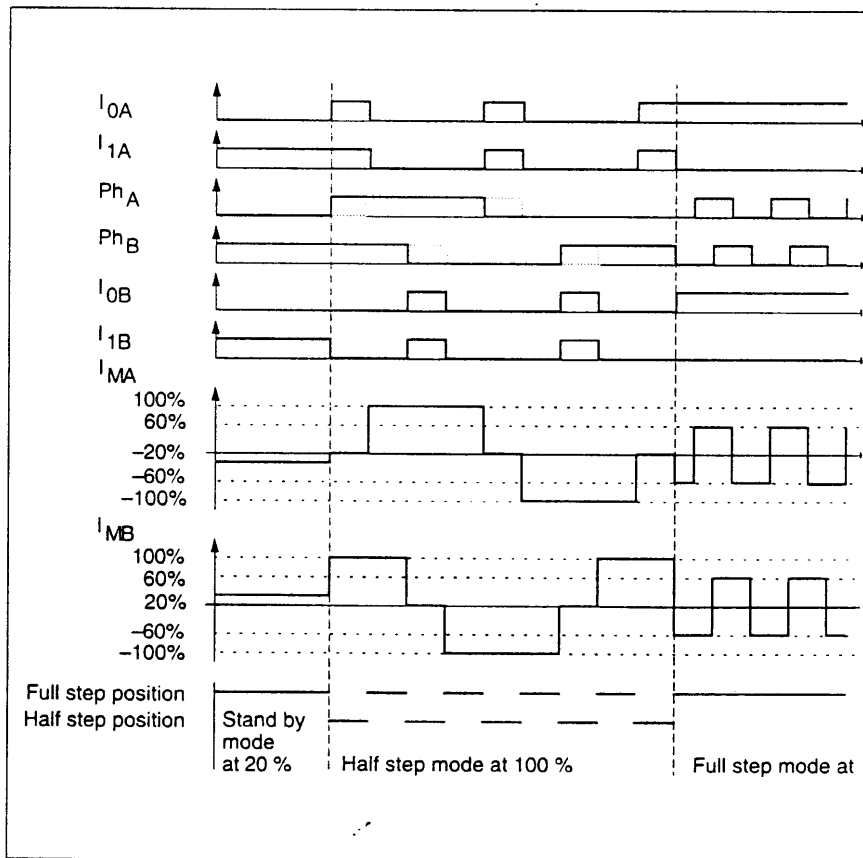 I0A
I1A
PhA
PhB
I0B
I1B
IMA
100%
60%
–20%
–60%
–100%
IMB
100%
60%
20%
–60%
–100%
Full step position
Half step position
Stand by
mode
at 20 %
Half step mode at 100 %
Full step mode at